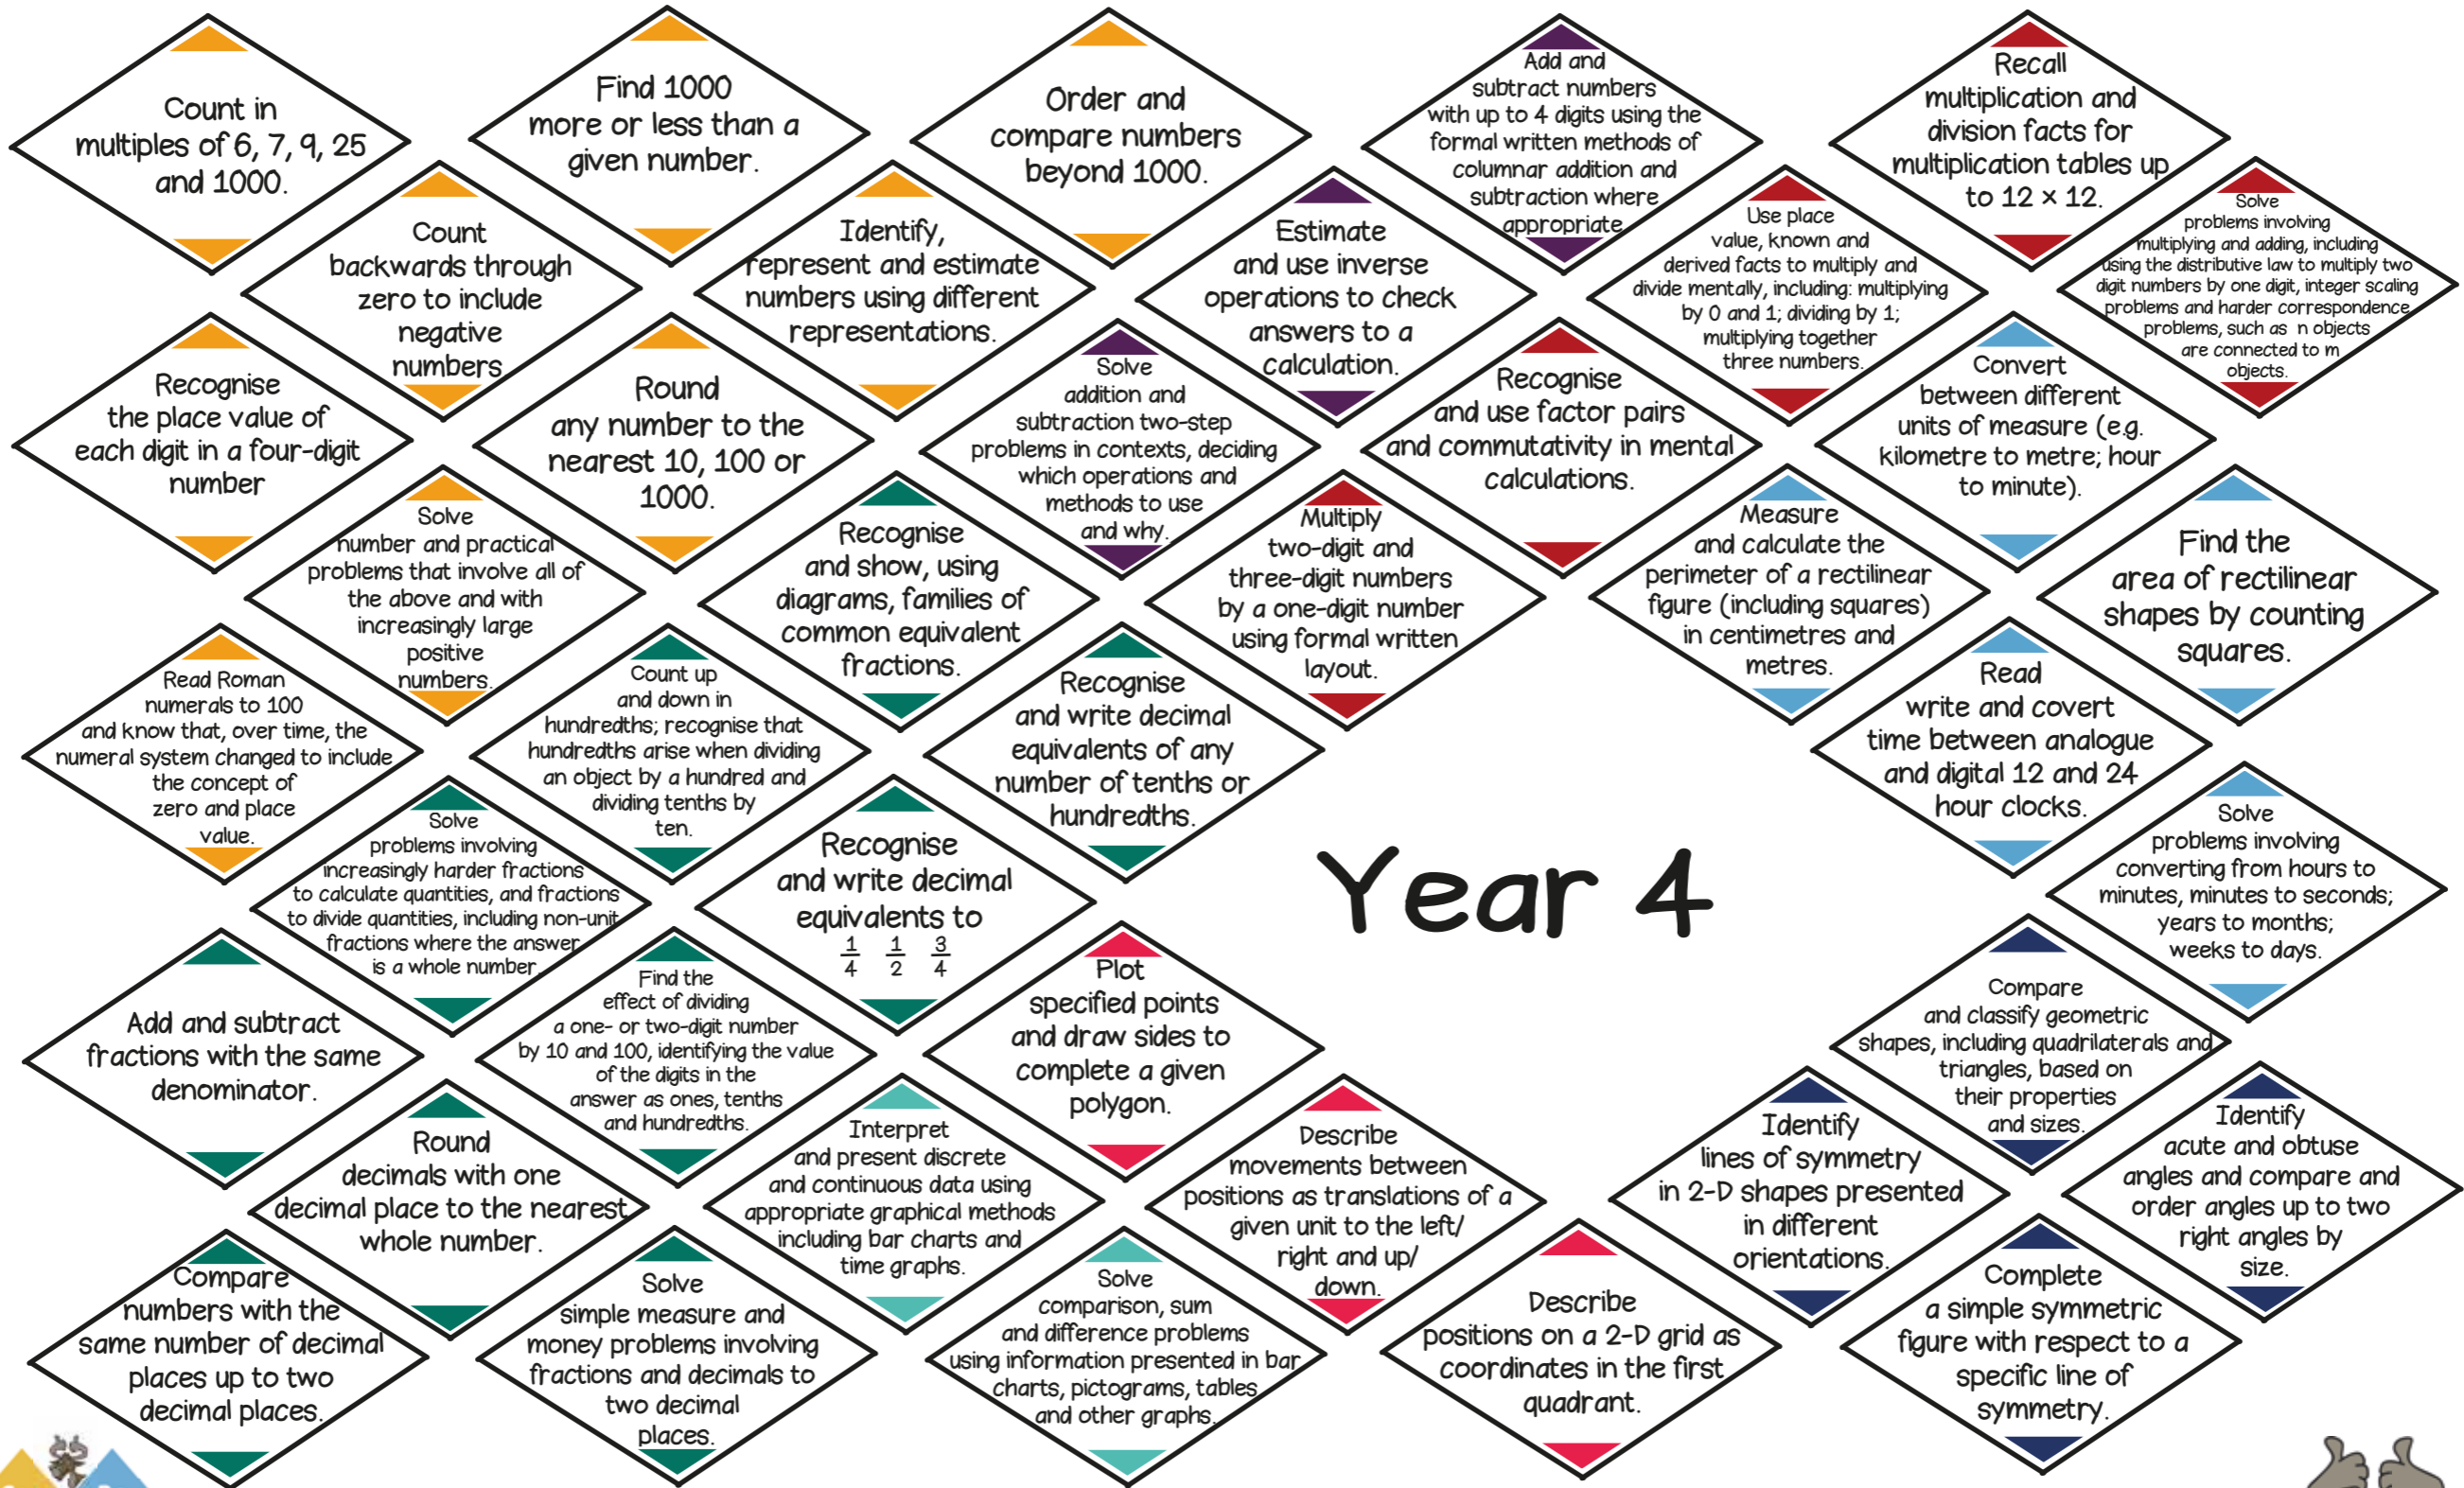 Count in
multiples of 6, 7, 9, 25
and 1000.
Find 1000
more or less than a
given number.
Order and
compare numbers
beyond 1000.
Add and
subtract numbers
with up to 4 digits using the
formal written methods of
columnar addition and
subtraction where
appropriate
Recall
multiplication and
division facts for
multiplication tables up
to 12 × 12.
Count
backwards through
zero to include
negative
numbers
Identify,
represent and estimate
numbers using different
representations.
Estimate
and use inverse
operations to check
answers to a
calculation.
Use place
value, known and
derived facts to multiply and
divide mentally, including: multiplying
by 0 and 1; dividing by 1;
multiplying together
three numbers.
Solve
problems involving
multiplying and adding, including
using the distributive law to multiply two
digit numbers by one digit, integer scaling
problems and harder correspondence
problems, such as n objects
are connected to m
objects.
Recognise
the place value of
each digit in a four-digit
number
Round
any number to the
nearest 10, 100 or
1000.
Solve
addition and
subtraction two-step
problems in contexts, deciding
which operations and
methods to use
and why.
Recognise
and use factor pairs
and commutativity in mental
calculations.
Convert
between different
units of measure (e.g.
kilometre to metre; hour
to minute).
Solve
number and practical
problems that involve all of
the above and with
increasingly large
positive
numbers.
Recognise
and show, using
diagrams, families of
common equivalent
fractions.
Multiply
two-digit and
three-digit numbers
by a one-digit number
using formal written
layout.
Measure
and calculate the
perimeter of a rectilinear
figure (including squares)
in centimetres and
metres.
Find the
area of rectilinear
shapes by counting
squares.
Read Roman
numerals to 100
and know that, over time, the
numeral system changed to include
the concept of
zero and place
value.
Count up
and down in
hundredths; recognise that
hundredths arise when dividing
an object by a hundred and
dividing tenths by
ten.
Recognise
and write decimal
equivalents of any
number of tenths or
hundredths.
Read
write and covert
time between analogue
and digital 12 and 24
hour clocks.
Solve
problems involving
increasingly harder fractions
to calculate quantities, and fractions
to divide quantities, including non-unit
fractions where the answer
is a whole number.
Recognise
and write decimal
equivalents to
1/4 1/2 3/4
Year 4
Solve
problems involving
converting from hours to
minutes, minutes to seconds;
years to months;
weeks to days.
Add and subtract
fractions with the same
denominator.
Find the
effect of dividing
a one- or two-digit number
by 10 and 100, identifying the value
of the digits in the
answer as ones, tenths
and hundredths.
Plot
specified points
and draw sides to
complete a given
polygon.
Compare
and classify geometric
shapes, including quadrilaterals and
triangles, based on
their properties
and sizes.
Round
decimals with one
decimal place to the nearest
whole number.
Interpret
and present discrete
and continuous data using
appropriate graphical methods
including bar charts and
time graphs.
Describe
movements between
positions as translations of a
given unit to the left/
right and up/
down.
Identify
lines of symmetry
in 2-D shapes presented
in different
orientations.
Identify
acute and obtuse
angles and compare and
order angles up to two
right angles by
size.
Compare
numbers with the
same number of decimal
places up to two
decimal places.
Solve
simple measure and
money problems involving
fractions and decimals to
two decimal
places.
Solve
comparison, sum
and difference problems
using information presented in bar
charts, pictograms, tables
and other graphs.
Describe
positions on a 2-D grid as
coordinates in the first
quadrant.
Complete
a simple symmetric
figure with respect to a
specific line of
symmetry.